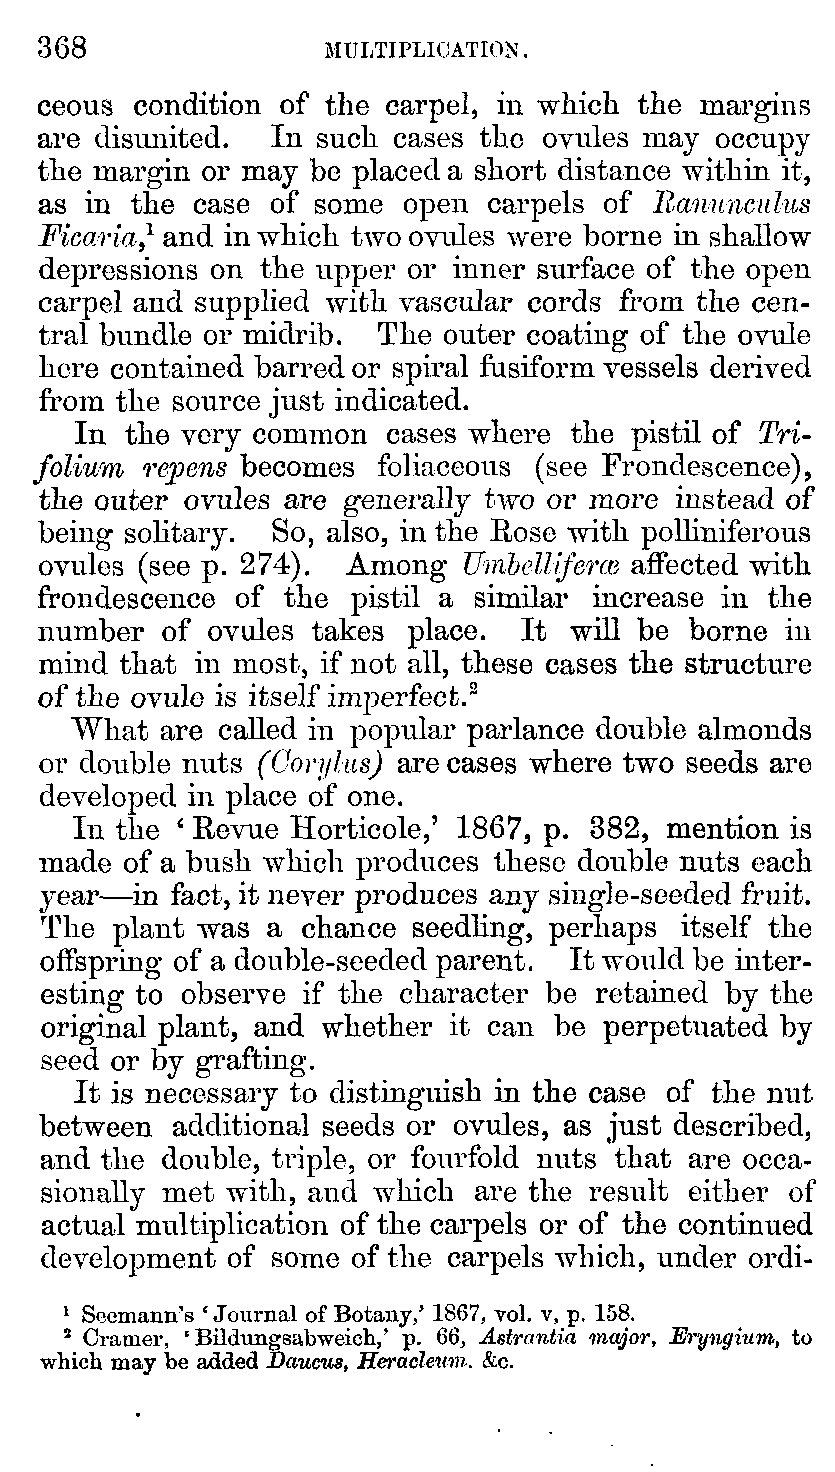 368 MULTIPLICATION.
ceous condition of the carpel, in which the margins
are disunited. In such cases the ovules may occupy
the margin or may be placed a short distance within it,
as in the case of some open carpels of Ranunculus
Ficaria,¹ and in which two ovules were borne in shallow
depressions on the upper or inner surface of the open
carpel and supplied with vascular cords from the cen-
tral bundle or midrib. The outer coating of the ovule
here contained barred or spiral fusiform vessels derived
from the source just indicated.
In the very common cases where the pistil of Tri-
folium repens becomes foliaceous (see Frondescence),
the outer ovules are generally two or more instead of
being solitary. So, also, in the Rose with polliniferous
ovules (see p. 274). Among Umbelliferæ affected with
frondescence of the pistil a similar increase in the
number of ovules takes place. It will be borne in
mind that in most, if not all, these cases the structure
of the ovule is itself imperfect.²
What are called in popular parlance double almonds
or double nuts (Corylus) are cases where two seeds are
developed in place of one.
In the ‘Revue Horticole,’ 1867, p. 382, mention is
made of a bush which produces these double nuts each
year—in fact, it never produces any single-seeded fruit.
The plant was a chance seedling, perhaps itself the
offspring of a double-seeded parent. It would be inter-
esting to observe if the character be retained by the
original plant, and whether it can be perpetuated by
seed or by grafting.
It is necessary to distinguish in the case of the nut
between additional seeds or ovules, as just described,
and the double, triple, or fourfold nuts that are occa-
sionally met with, and which are the result either of
actual multiplication of the carpels or of the continued
development of some of the carpels which, under ordi-
¹ Seemann's ‘Journal of Botany,’ 1867, vol. v, p. 158.
² Cramer, ‘Bildungsabweich,’ p. 66, Astrantia major, Eryngium, to
which may be added Daucus, Heracleum. &c.